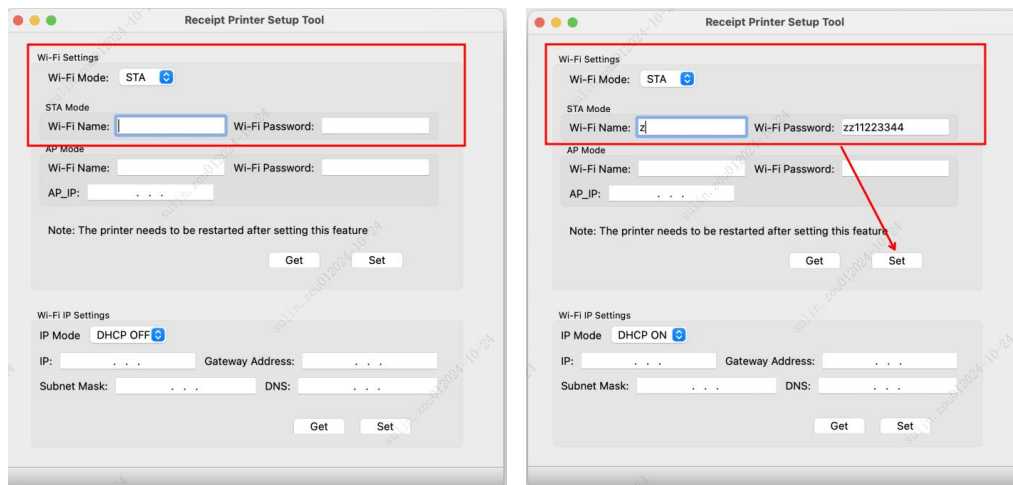 Receipt Printer Setup Tool
Wi-Fi Settings
Wi-Fi Mode: STA
STA Mode
Wi-Fi Name: Wi-Fi Password:
AP Mode
Wi-Fi Name: Wi-Fi Password:
AP_IP: . . .
Note: The printer needs to be restarted after setting this feature
Get Set
Wi-Fi IP Settings
IP Mode DHCP OFF
IP: . . . Gateway Address: . . .
Subnet Mask: . . . DNS: . . .
Get Set
Receipt Printer Setup Tool
Wi-Fi Settings
Wi-Fi Mode: STA
STA Mode
Wi-Fi Name: z Wi-Fi Password: zz11223344
AP Mode
Wi-Fi Name: Wi-Fi Password:
AP_IP: . . .
Note: The printer needs to be restarted after setting this feature
Get Set
Wi-Fi IP Settings
IP Mode DHCP ON
IP: . . . Gateway Address: . . .
Subnet Mask: . . . DNS: . . .
Get Set
sulin.zou012024-10-24